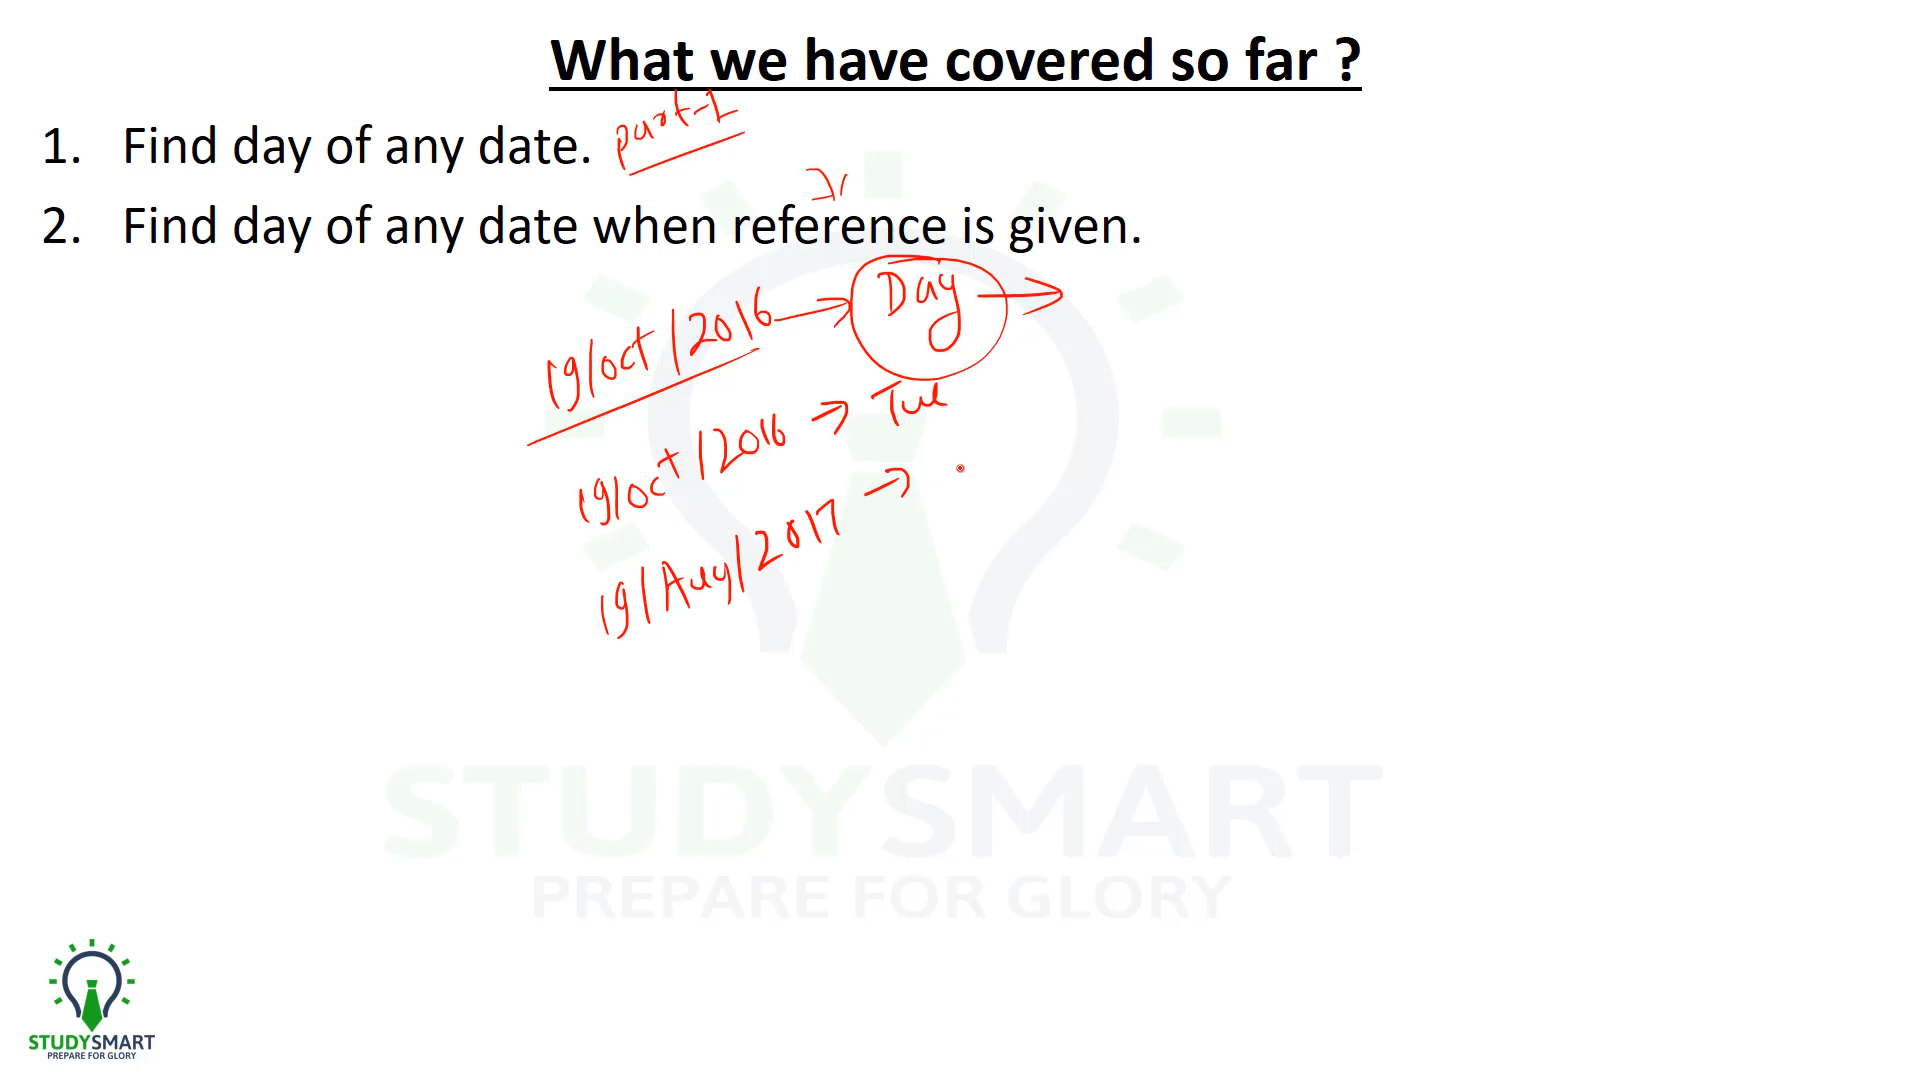 What we have covered so far ?
1. Find day of any date. part-1
2. Find day of any date when reference is given.
19/oct/2016 → Day →
19/oct/2016 → Tue
19/Aug/2017 →
STUDYSMART
PREPARE FOR GLORY
STUDYSMART
PREPARE FOR GLORY